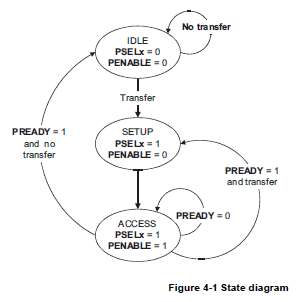 No transfer
IDLE
PSELx = 0
PENABLE = 0
Transfer
SETUP
PSELx = 1
PENABLE = 0
PREADY = 1
and no
transfer
PREADY = 1
and transfer
ACCESS
PSELx = 1
PENABLE = 1
PREADY = 0
Figure 4-1 State diagram